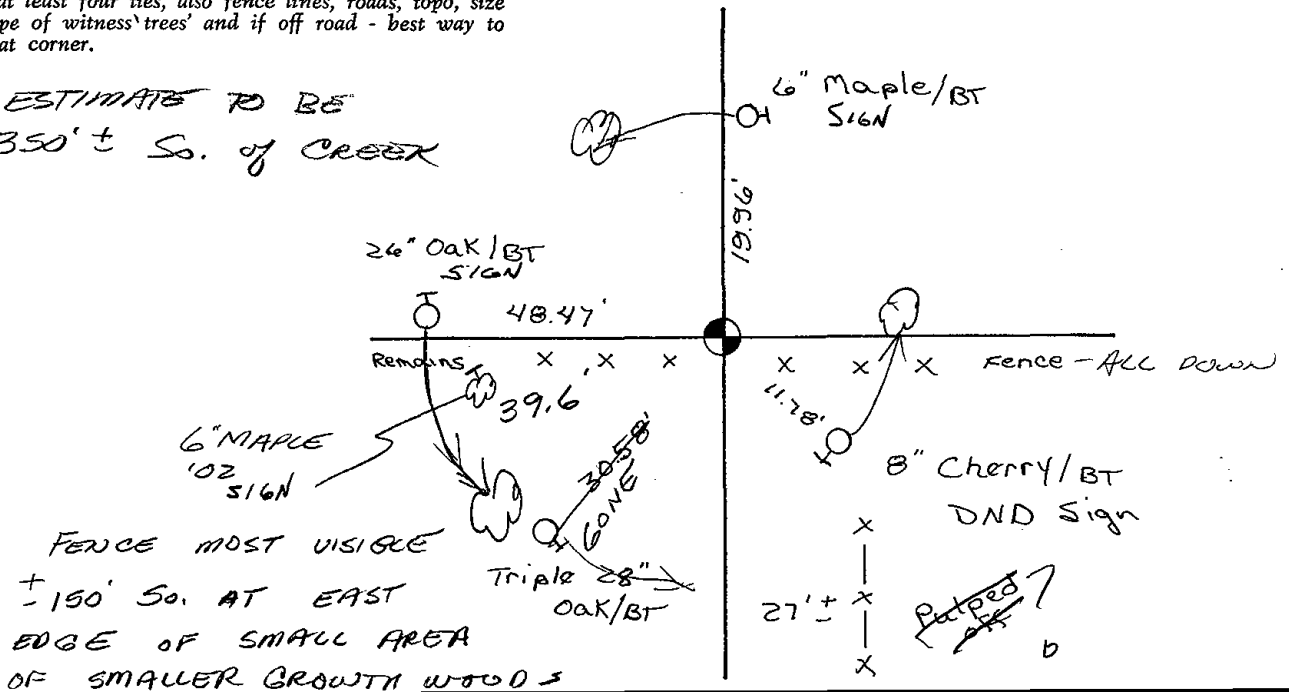 at least four ties, also fence lines, roads, topo, size
pe of witness trees' and if off road - best way to
at corner.
ESTIMATE TO BE
350' ± So. of CREEK
6" Maple/BT
SIGN
19.96'
26" Oak/BT
SIGN
48.47'
Remains x x x x x x Fence - ALL DOWN
39.6'
11.78'
6" MAPLE
'02
SIGN
30.58'
GONE
8" Cherry/BT
DND Sign
FENCE MOST VISIBLE
± 150' So. AT EAST
EDGE OF SMALL AREA
OF SMALLER GROWTH WOODS
Triple 28"
Oak/BT
x
27' ± x
x
Pulped
off
?